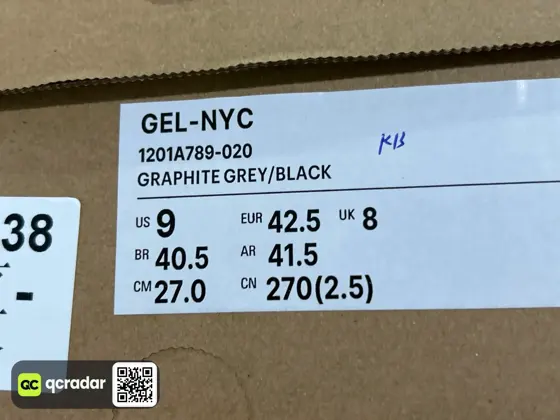 GEL-NYC
1201A789-020
GRAPHITE GREY/BLACK
KB
US 9 EUR 42.5 UK 8
BR 40.5 AR 41.5
CM 27.0 CN 270(2.5)
38
qcradar